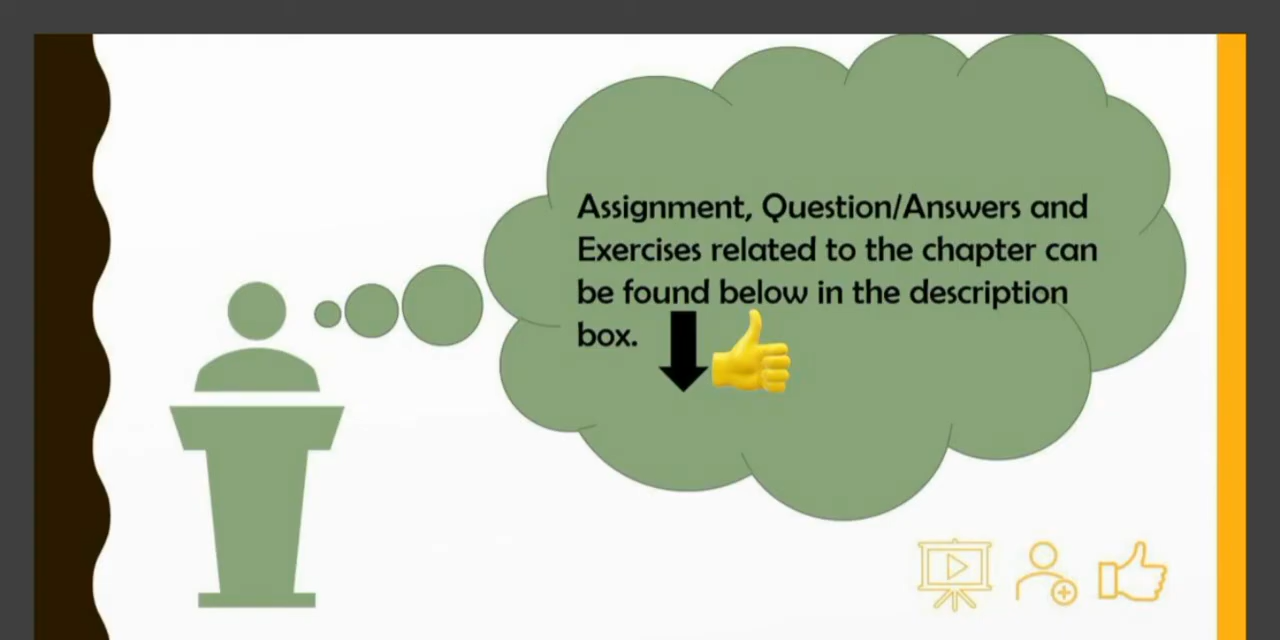 Assignment, Question/Answers and
Exercises related to the chapter can
be found below in the description
box.